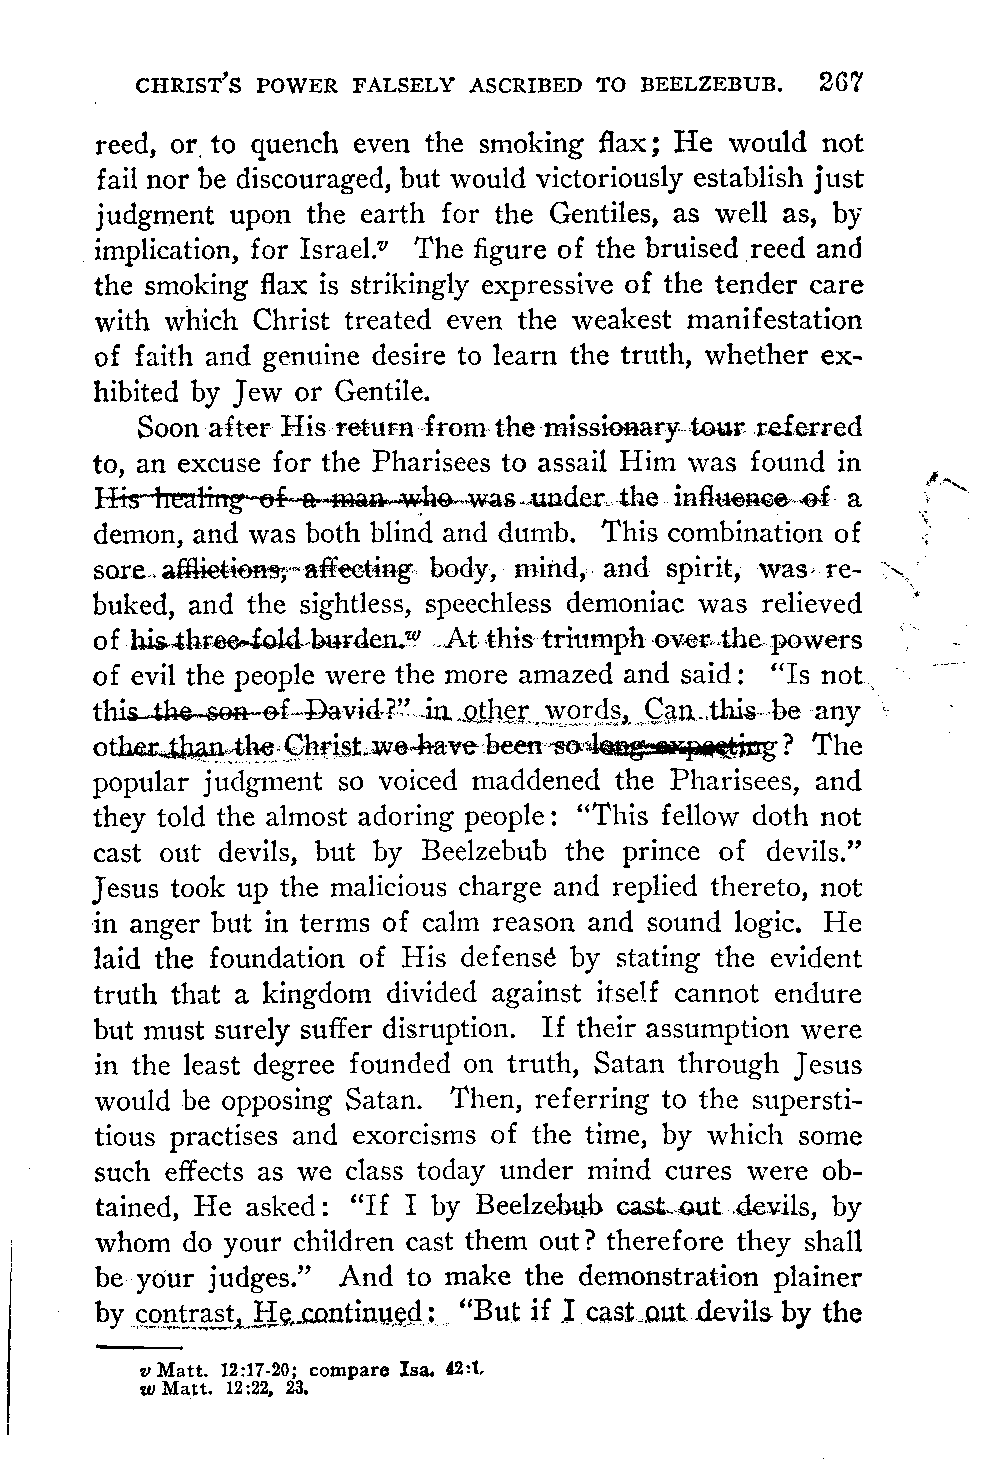 CHRIST'S POWER FALSELY ASCRIBED TO BEELZEBUB. 267
reed, or to quench even the smoking flax; He would not
fail nor be discouraged, but would victoriously establish just
judgment upon the earth for the Gentiles, as well as, by
implication, for Israel.v The figure of the bruised reed and
the smoking flax is strikingly expressive of the tender care
with which Christ treated even the weakest manifestation
of faith and genuine desire to learn the truth, whether ex-
hibited by Jew or Gentile.
Soon after His return from the missionary tour referred
to, an excuse for the Pharisees to assail Him was found in
His healing of a man who was under the influence of a
demon, and was both blind and dumb. This combination of
sore afflictions, affecting body, mind, and spirit, was re-
buked, and the sightless, speechless demoniac was relieved
of his three-fold burden.w At this triumph over the powers
of evil the people were the more amazed and said: "Is not
this the son of David?" in other words, Can this be any
other than the Christ we have been so long expecting? The
popular judgment so voiced maddened the Pharisees, and
they told the almost adoring people: "This fellow doth not
cast out devils, but by Beelzebub the prince of devils."
Jesus took up the malicious charge and replied thereto, not
in anger but in terms of calm reason and sound logic. He
laid the foundation of His defense by stating the evident
truth that a kingdom divided against itself cannot endure
but must surely suffer disruption. If their assumption were
in the least degree founded on truth, Satan through Jesus
would be opposing Satan. Then, referring to the supersti-
tious practises and exorcisms of the time, by which some
such effects as we class today under mind cures were ob-
tained, He asked: "If I by Beelzebub cast out devils, by
whom do your children cast them out? therefore they shall
be your judges." And to make the demonstration plainer
by contrast, He continued: "But if I cast out devils by the
v Matt. 12:17-20; compare Isa. 42:1.
w Matt. 12:22, 23.